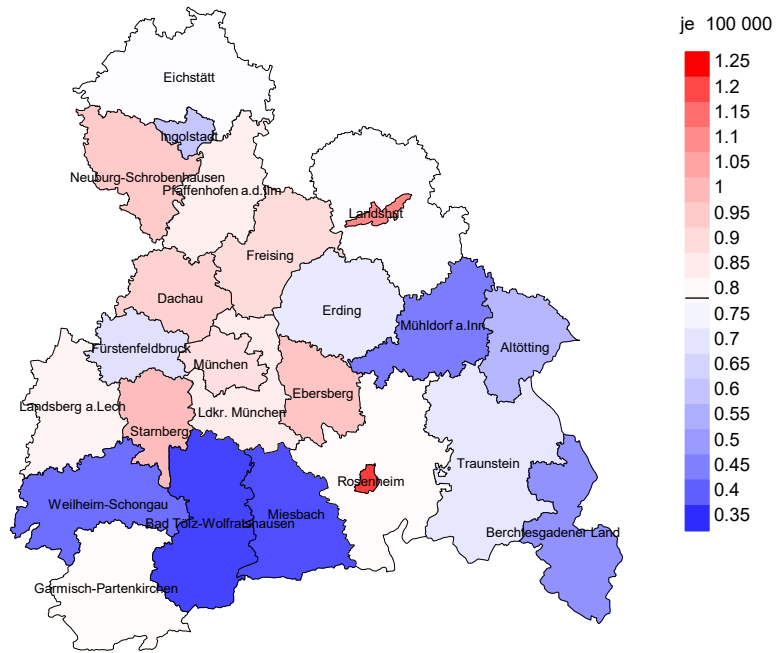 je 100 000
1.25
1.2
1.15
1.1
1.05
1
0.95
0.9
0.85
0.8
0.75
0.7
0.65
0.6
0.55
0.5
0.45
0.4
0.35
Eichstätt
Ingolstadt
Neuburg-Schrobenhausen
Pfaffenhofen a.d.Ilm
Landshut
Freising
Dachau
Erding
Mühldorf a.Inn
Altötting
Fürstenfeldbruck
München
Ebersberg
Landsberg a.Lech
Ldkr. München
Starnberg
Traunstein
Rosenheim
Weilheim-Schongau
Miesbach
Bad Tölz-Wolfratshausen
Berchtesgadener Land
Garmisch-Partenkirchen